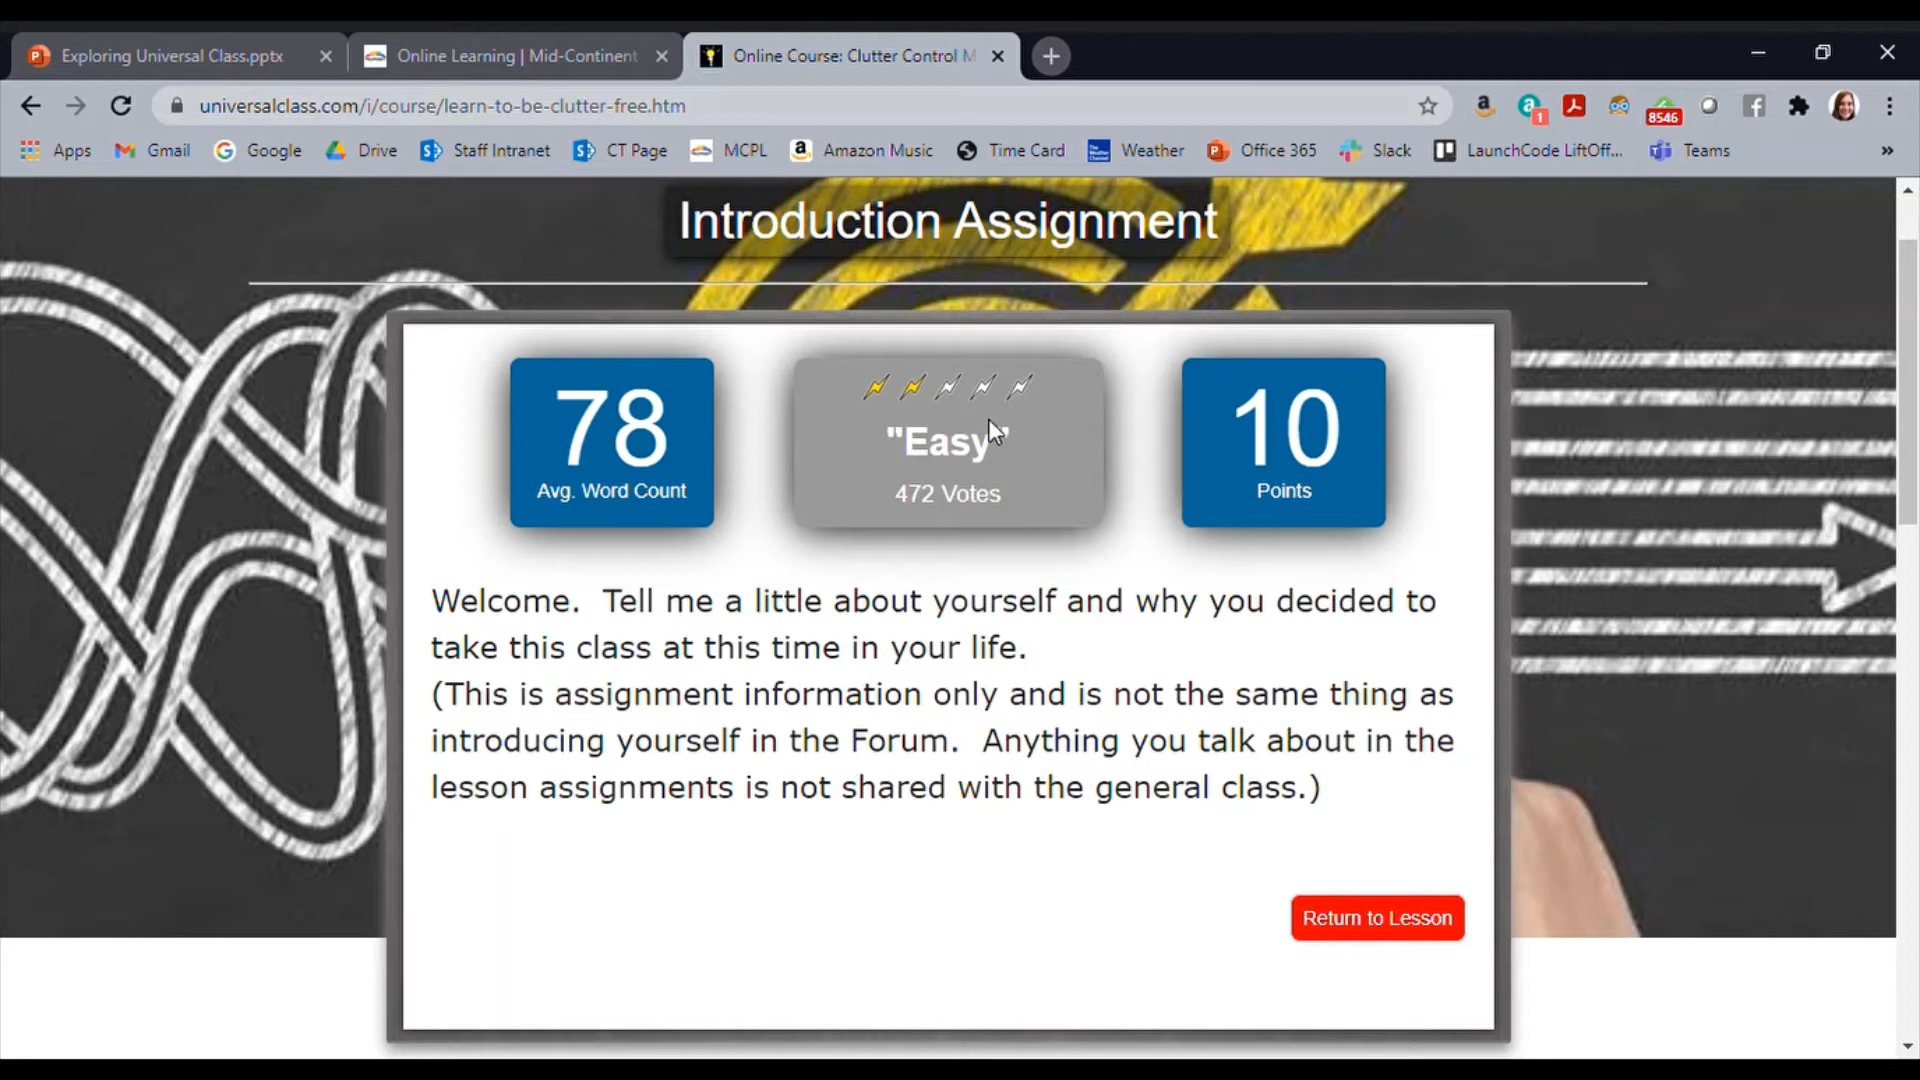 Exploring Universal Class.pptx
Online Learning | Mid-Continent
Online Course: Clutter Control M
universalclass.com/i/course/learn-to-be-clutter-free.htm
1
8546
Apps
Gmail
Google
Drive
Staff Intranet
CT Page
MCPL
Amazon Music
Time Card
Weather
Office 365
Slack
LaunchCode LiftOff...
Teams
Introduction Assignment
78
Avg. Word Count
"Easy"
472 Votes
10
Points
Welcome. Tell me a little about yourself and why you decided to
take this class at this time in your life.
(This is assignment information only and is not the same thing as
introducing yourself in the Forum. Anything you talk about in the
lesson assignments is not shared with the general class.)
Return to Lesson